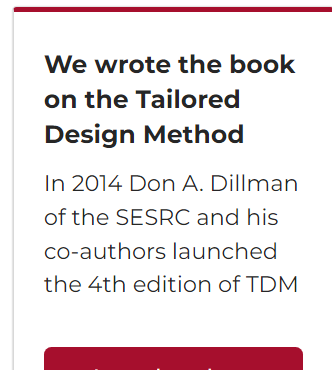 We wrote the book
on the Tailored
Design Method
In 2014 Don A. Dillman
of the SESRC and his
co-authors launched
the 4th edition of TDM